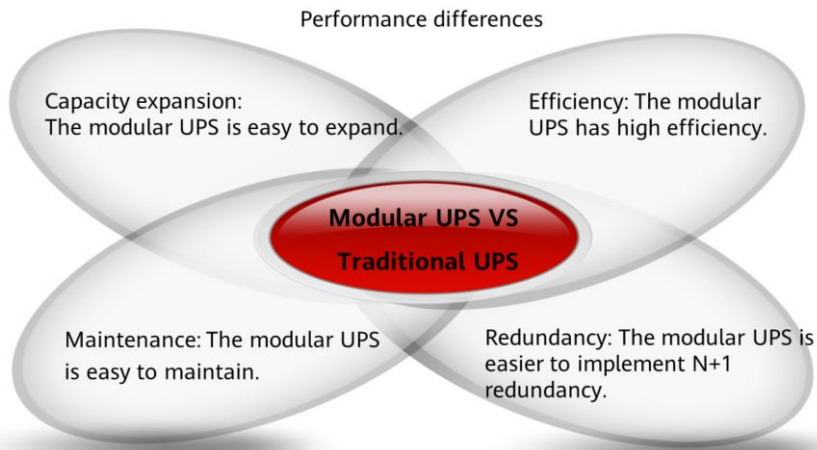 Performance differences
Capacity expansion:
The modular UPS is easy to expand.
Efficiency: The modular
UPS has high efficiency.
Modular UPS VS
Traditional UPS
Maintenance: The modular UPS
is easy to maintain.
Redundancy: The modular UPS is
easier to implement N+1
redundancy.